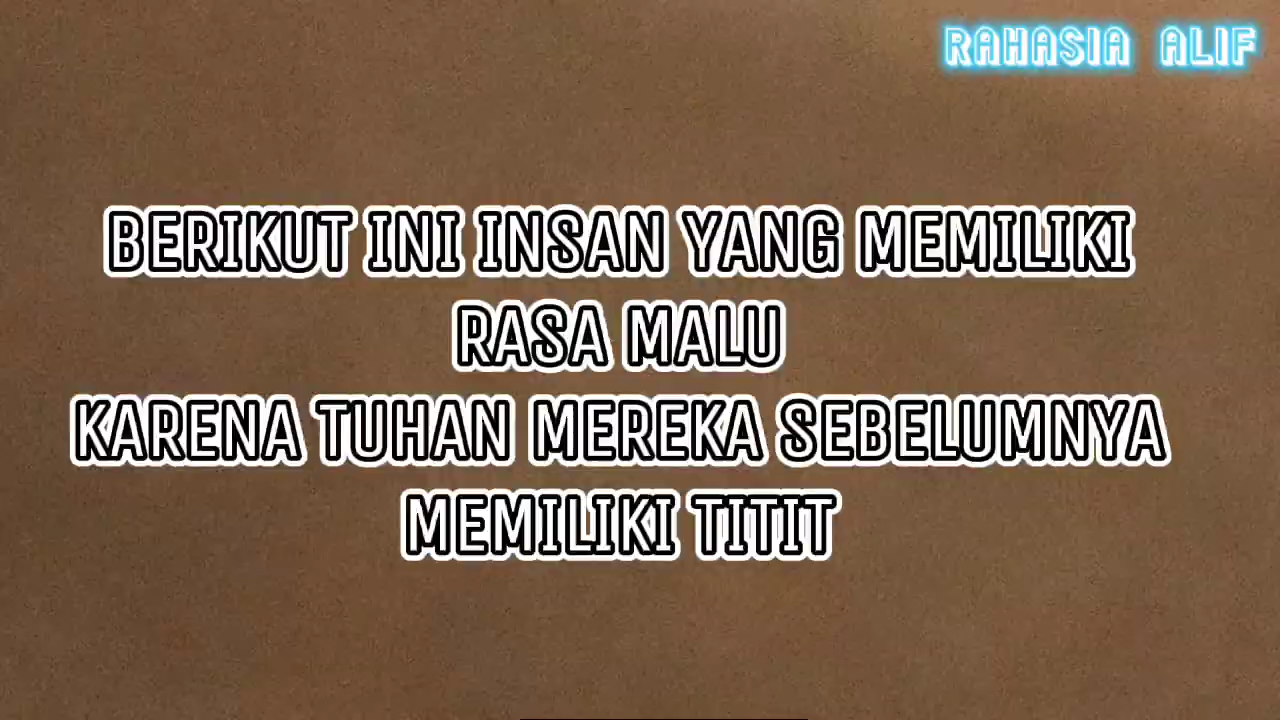 RAHASIA ALIF
BERIKUT INI INSAN YANG MEMILIKI
RASA MALU
KARENA TUHAN MEREKA SEBELUMNYA
MEMILIKI TITIT